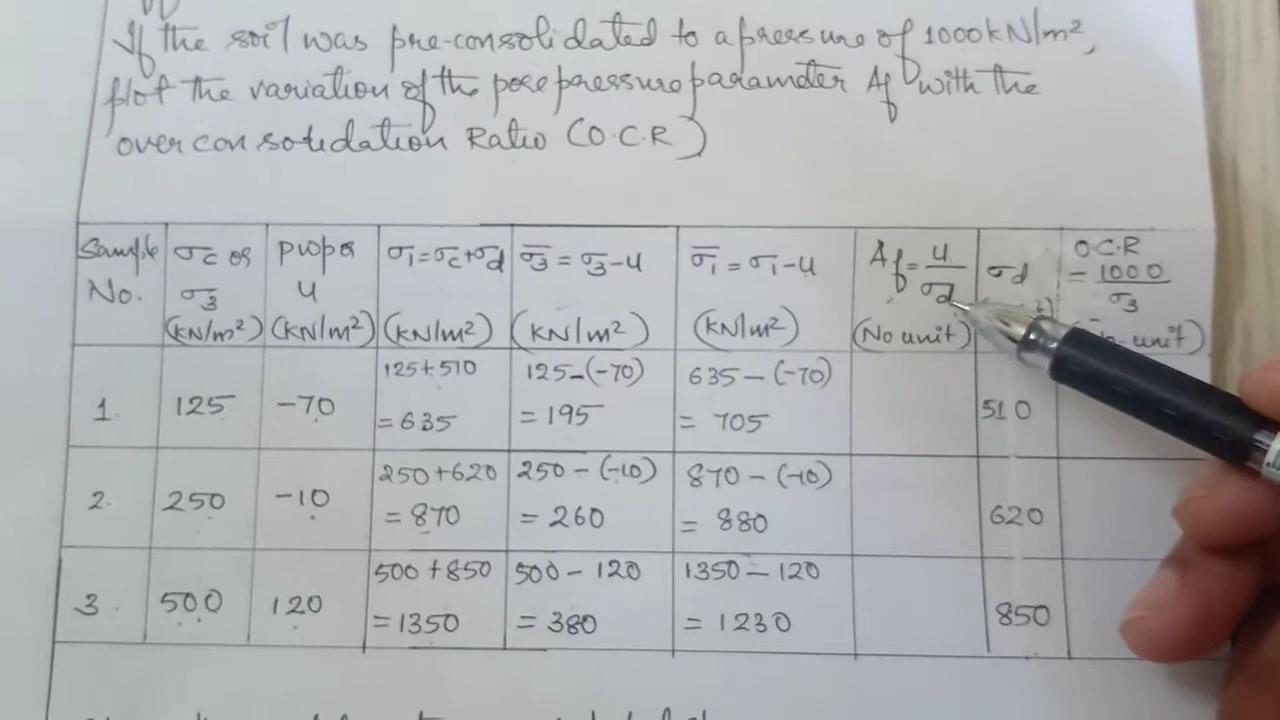 If the soil was pre-consolidated to a pressure of 1000 kN/m²,
plot the variation of the pore pressure parameter Af with the
over consolidation Ratio (O.C.R)
Sample No. | σc or σ3 (kN/m²) | u (kN/m²) | σ1 = σc+σd (kN/m²) | σ̄3 = σ3-u (kN/m²) | σ̄1 = σ1-u (kN/m²) | Af = u/σd (No unit) | σd | O.C.R = 1000/σ3 unit)
1. | 125 | -70 | 125+510 = 635 | 125-(-70) = 195 | 635-(-70) = 705 | | 510 |
2. | 250 | -10 | 250+620 = 870 | 250-(-10) = 260 | 870-(-10) = 880 | | 620 |
3. | 500 | 120 | 500+850 = 1350 | 500-120 = 380 | 1350-120 = 1230 | | 850 |